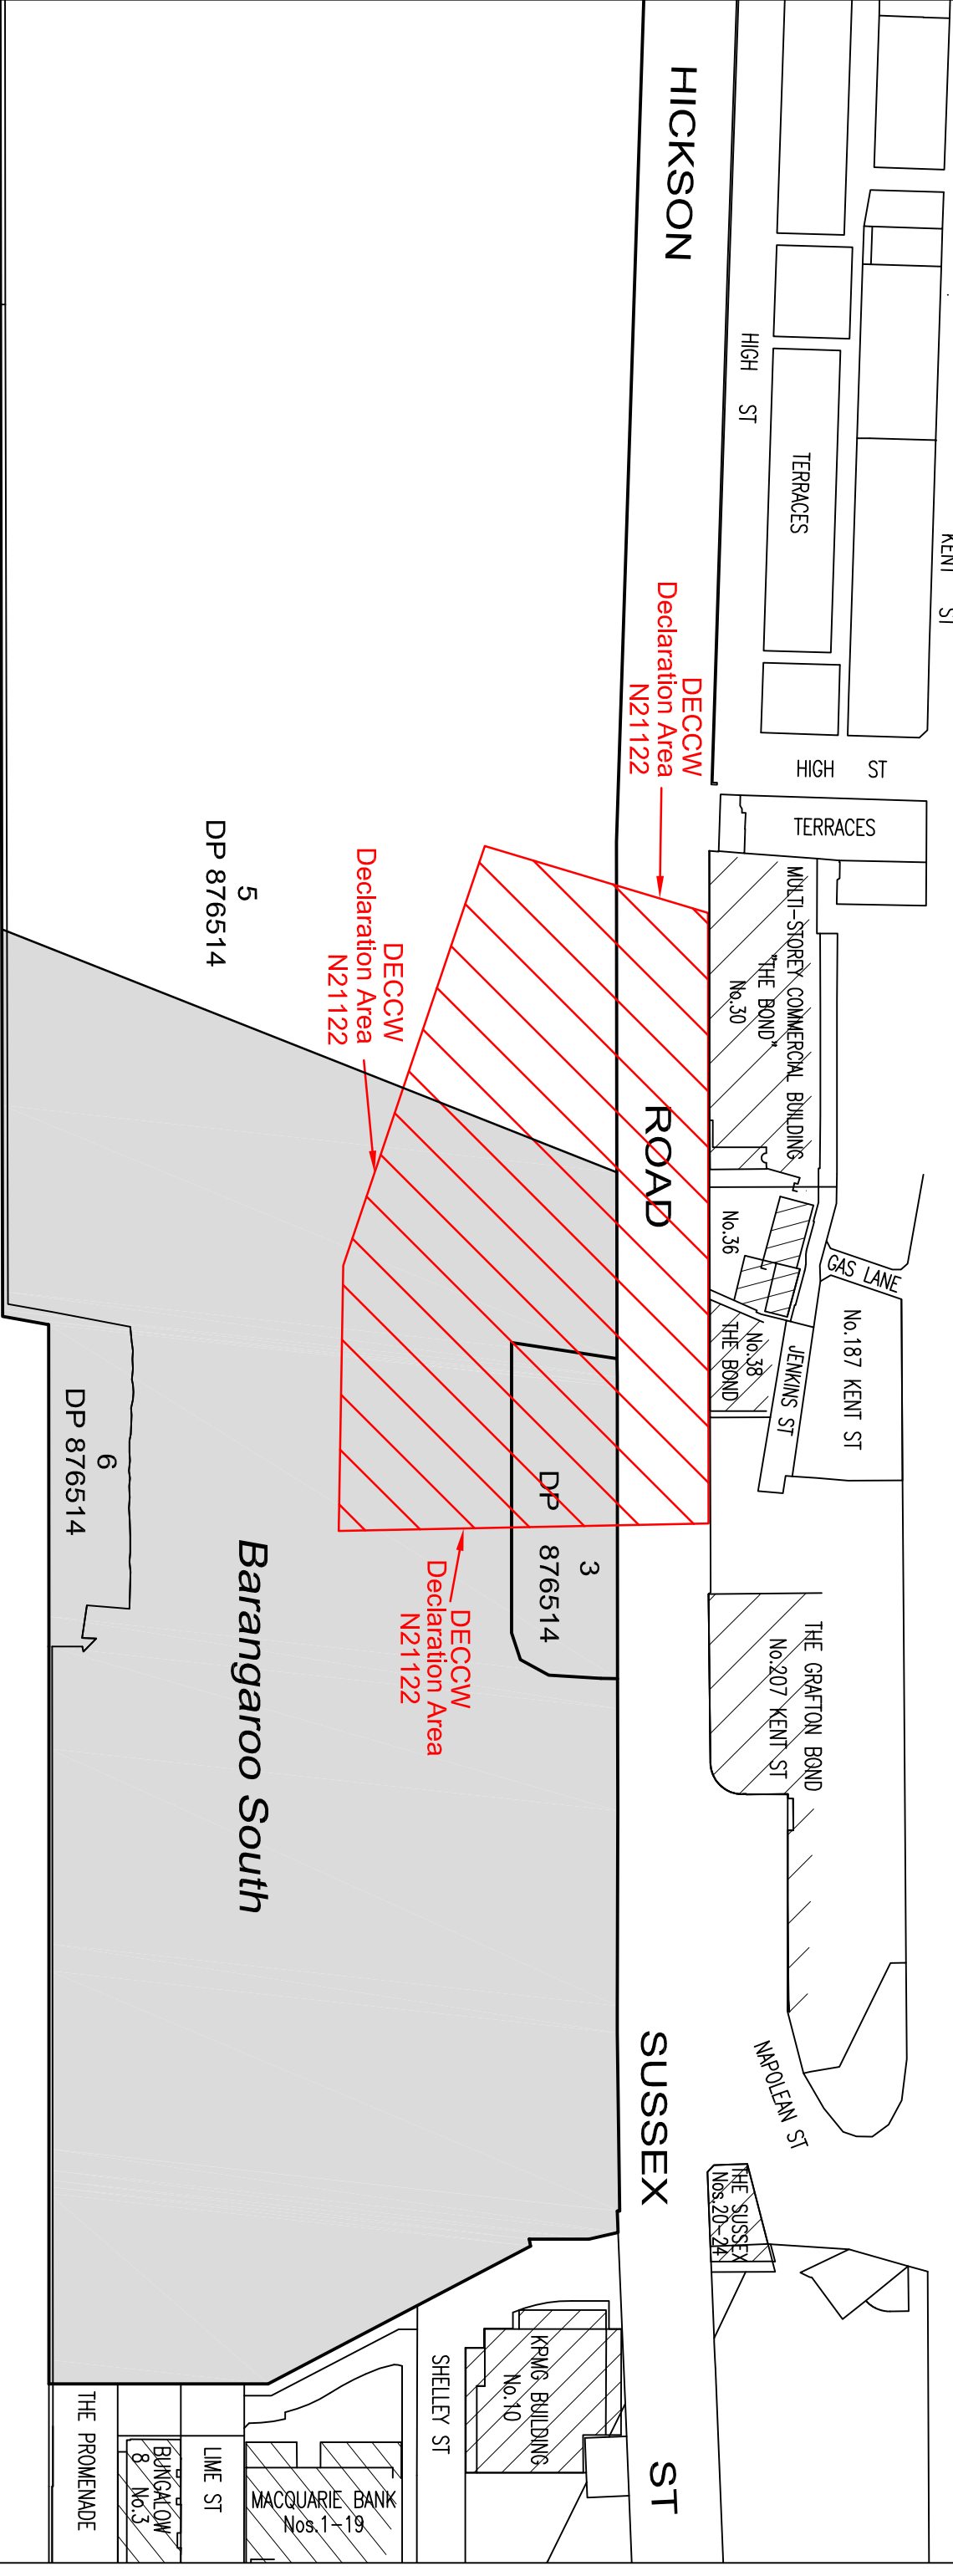 KENT ST
HICKSON
HIGH ST
TERRACES
DECCW
Declaration Area
N21122
HIGH ST
TERRACES
MULTI-STOREY COMMERCIAL BUILDING
"THE BOND"
No.30
5
DP 876514
DECCW
Declaration Area
N21122
ROAD
No.36
GAS LANE
No.187 KENT ST
No.38
THE BOND
JENKINS ST
6
DP 876514
3
DP 876514
DECCW
Declaration Area
N21122
Barangaroo South
THE GRAFTON BOND
No.207 KENT ST
SUSSEX
NAPOLEAN ST
THE SUSSEX
Nos.20-24
KPMG BUILDING
No.10
SHELLEY ST
ST
MACQUARIE BANK
Nos.1-19
LIME ST
BUNGALOW
8 No.3
THE PROMENADE